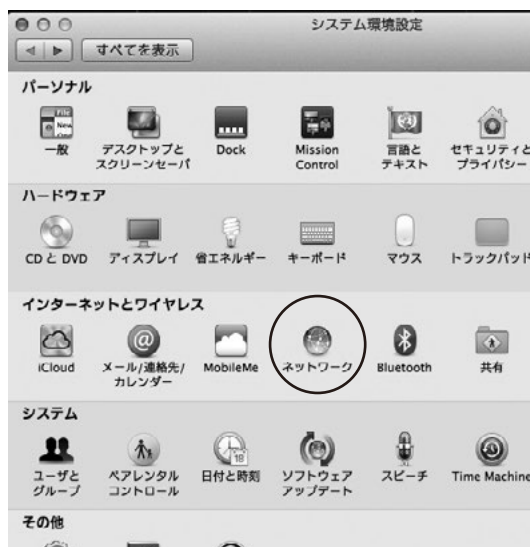 システム環境設定
すべてを表示
パーソナル
File
New
One
一般
デスクトップと
スクリーンセーバ
Dock
Mission
Control
言語と
テキスト
セキュリティと
プライバシー
ハードウェア
CD と DVD
ディスプレイ
省エネルギー
キーボード
マウス
トラックパッド
インターネットとワイヤレス
iCloud
メール/連絡先/
カレンダー
MobileMe
ネットワーク
Bluetooth
共有
システム
ユーザと
グループ
ペアレンタル
コントロール
18
日付と時刻
ソフトウェア
アップデート
スピーチ
Time Machine
その他